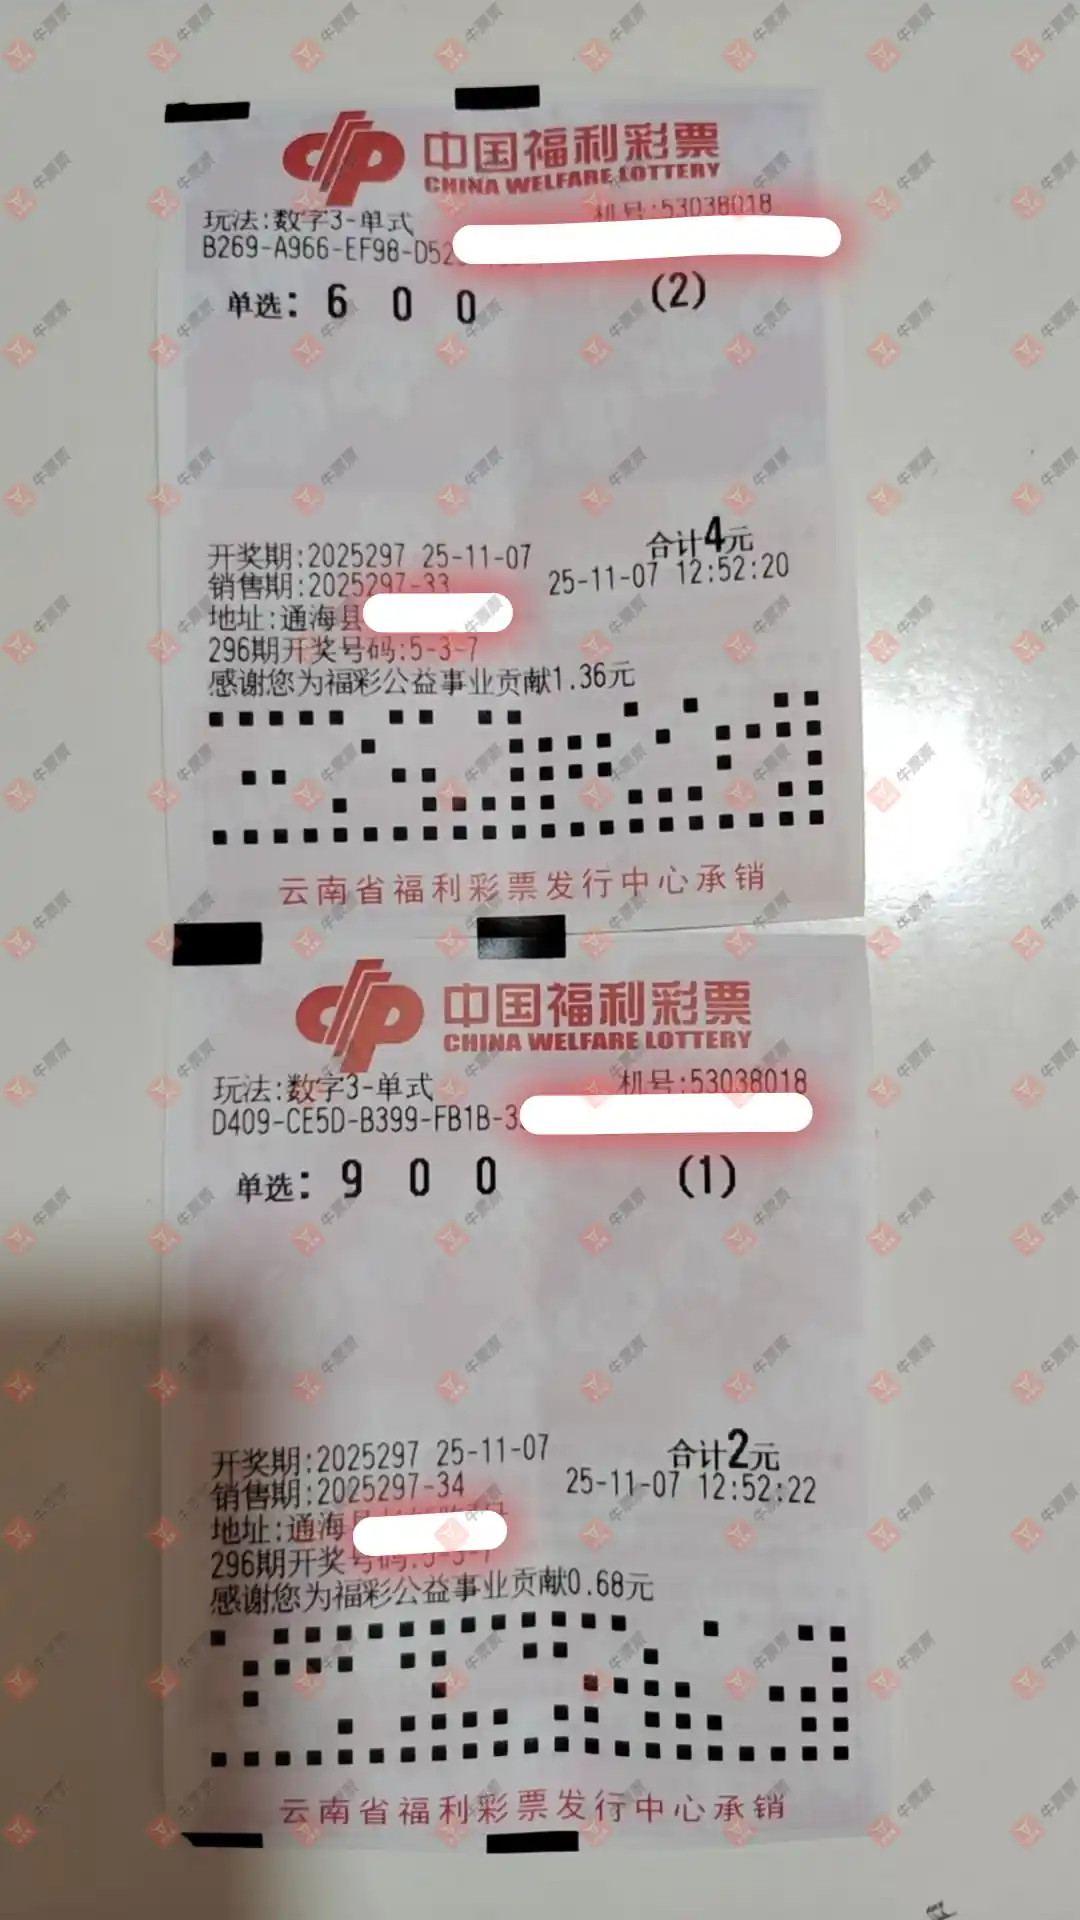 中国福利彩票
CHINA WELFARE LOTTERY
玩法:数字3-单式 机号:53038018
B269-A966-EF98-D52
单选: 6 0 0 (2)
合计4元
开奖期:2025297 25-11-07
销售期:2025297-33 25-11-07 12:52:20
地址:通海县
296期开奖号码:5-3-7
感谢您为福彩公益事业贡献1.36元
云南省福利彩票发行中心承销
中国福利彩票
CHINA WELFARE LOTTERY
玩法:数字3-单式 机号:53038018
D409-CE5D-B399-FB1B-3
单选: 9 0 0 (1)
合计2元
开奖期:2025297 25-11-07
销售期:2025297-34 25-11-07 12:52:22
地址:通海县
296期开奖号码:5-3-7
感谢您为福彩公益事业贡献0.68元
云南省福利彩票发行中心承销